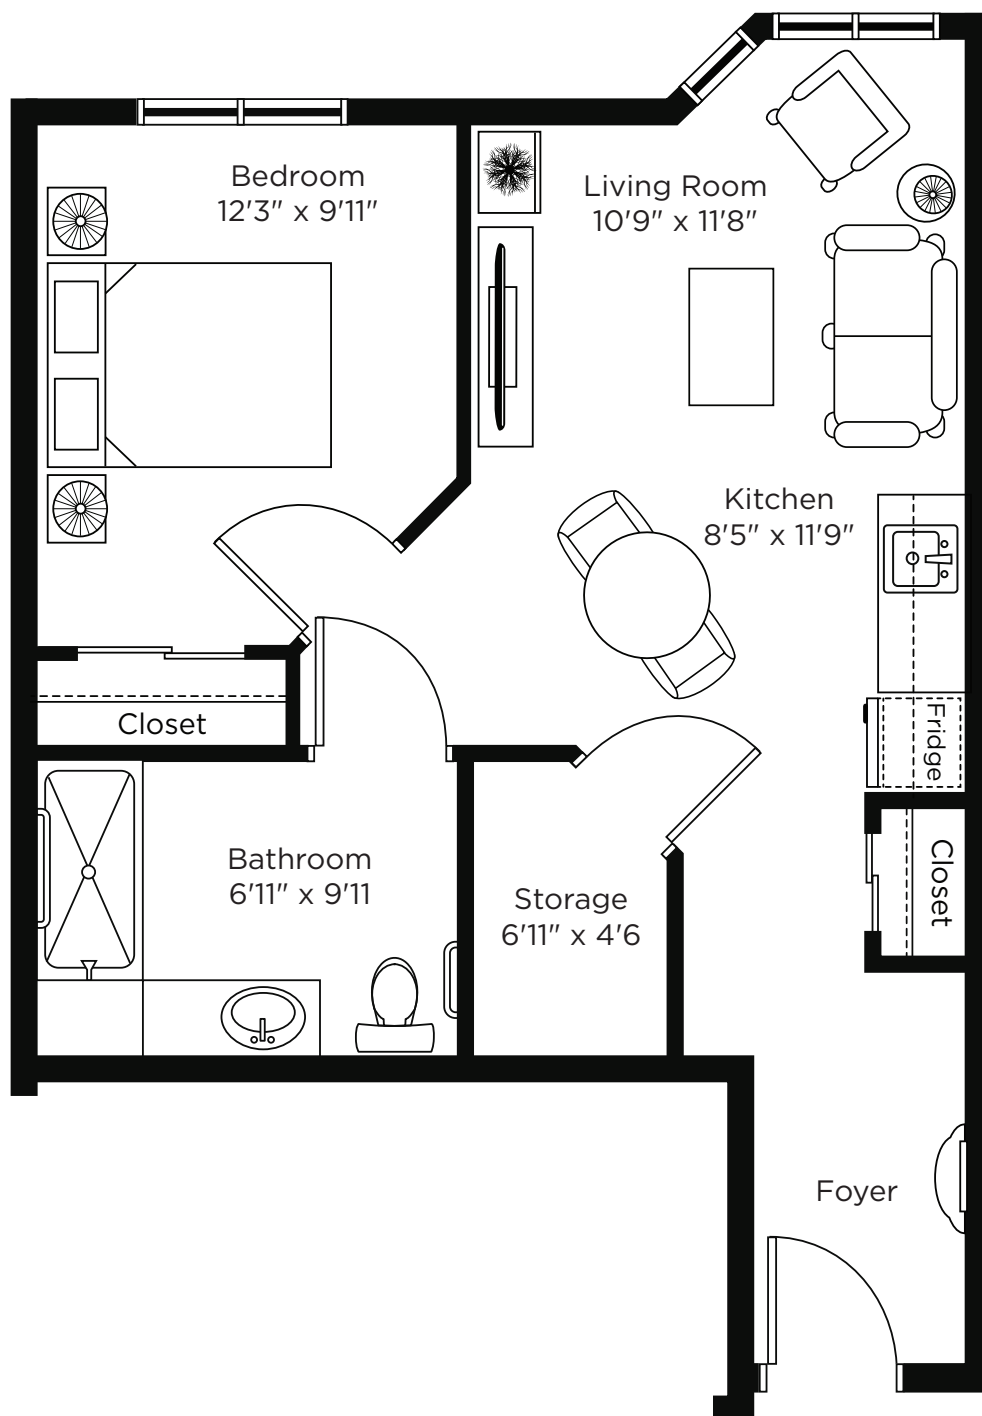 Bedroom
12'3" x 9'11"
Living Room
10'9" x 11'8"
Kitchen
8'5" x 11'9"
Fridge
Closet
Bathroom
6'11" x 9'11
Storage
6'11" x 4'6
Closet
Foyer